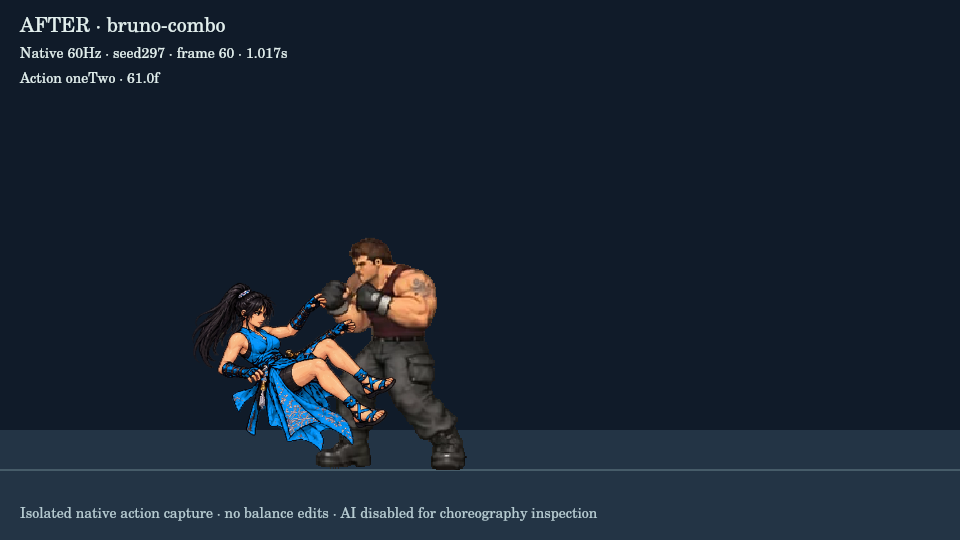 AFTER · bruno-combo
Native 60Hz · seed297 · frame 60 · 1.017s
Action oneTwo · 61.0f
Isolated native action capture · no balance edits · AI disabled for choreography inspection